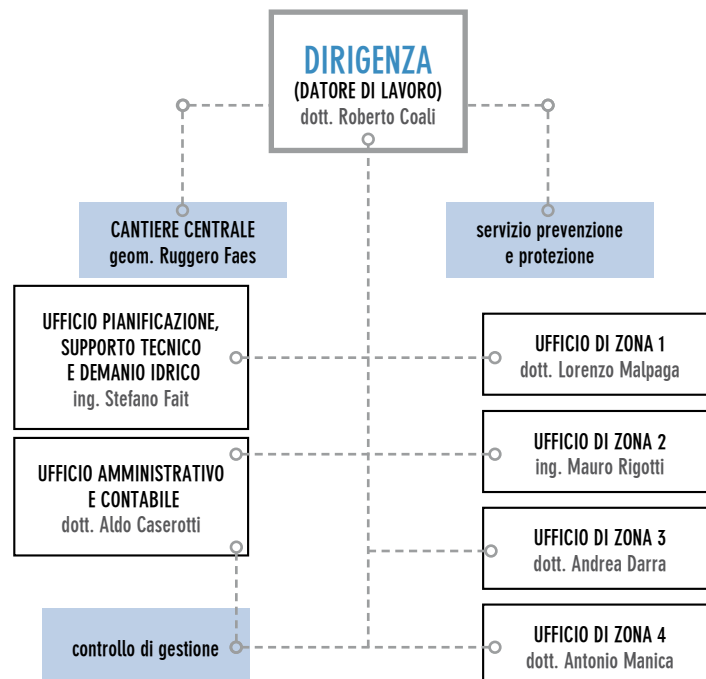 DIRIGENZA
(DATORE DI LAVORO)
dott. Roberto Coali
CANTIERE CENTRALE
geom. Ruggero Faes
servizio prevenzione
e protezione
UFFICIO PIANIFICAZIONE,
SUPPORTO TECNICO
E DEMANIO IDRICO
ing. Stefano Fait
UFFICIO AMMINISTRATIVO
E CONTABILE
dott. Aldo Caserotti
controllo di gestione
UFFICIO DI ZONA 1
dott. Lorenzo Malpaga
UFFICIO DI ZONA 2
ing. Mauro Rigotti
UFFICIO DI ZONA 3
dott. Andrea Darra
UFFICIO DI ZONA 4
dott. Antonio Manica